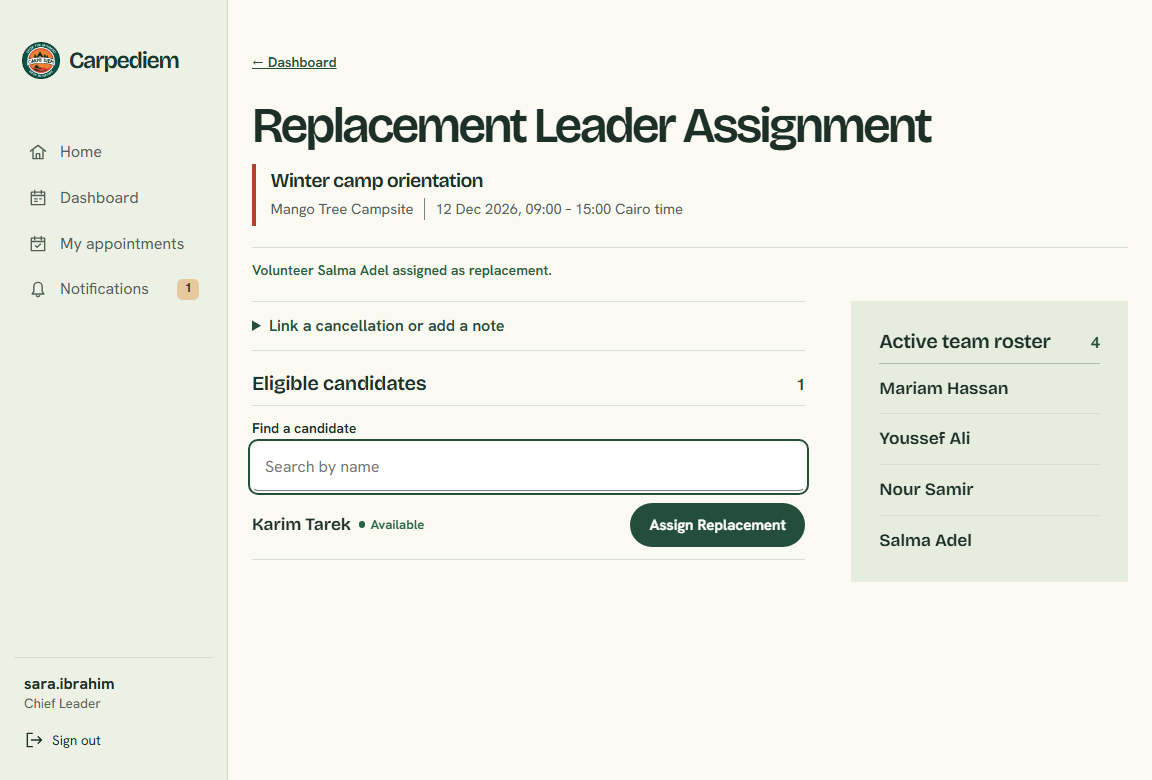 Carpediem
Home
Dashboard
My appointments
Notifications 1
sara.ibrahim
Chief Leader
Sign out
← Dashboard
Replacement Leader Assignment
Winter camp orientation
Mango Tree Campsite | 12 Dec 2026, 09:00 – 15:00 Cairo time
Volunteer Salma Adel assigned as replacement.
Link a cancellation or add a note
Eligible candidates 1
Find a candidate
Search by name
Karim Tarek • Available Assign Replacement
Active team roster 4
Mariam Hassan
Youssef Ali
Nour Samir
Salma Adel